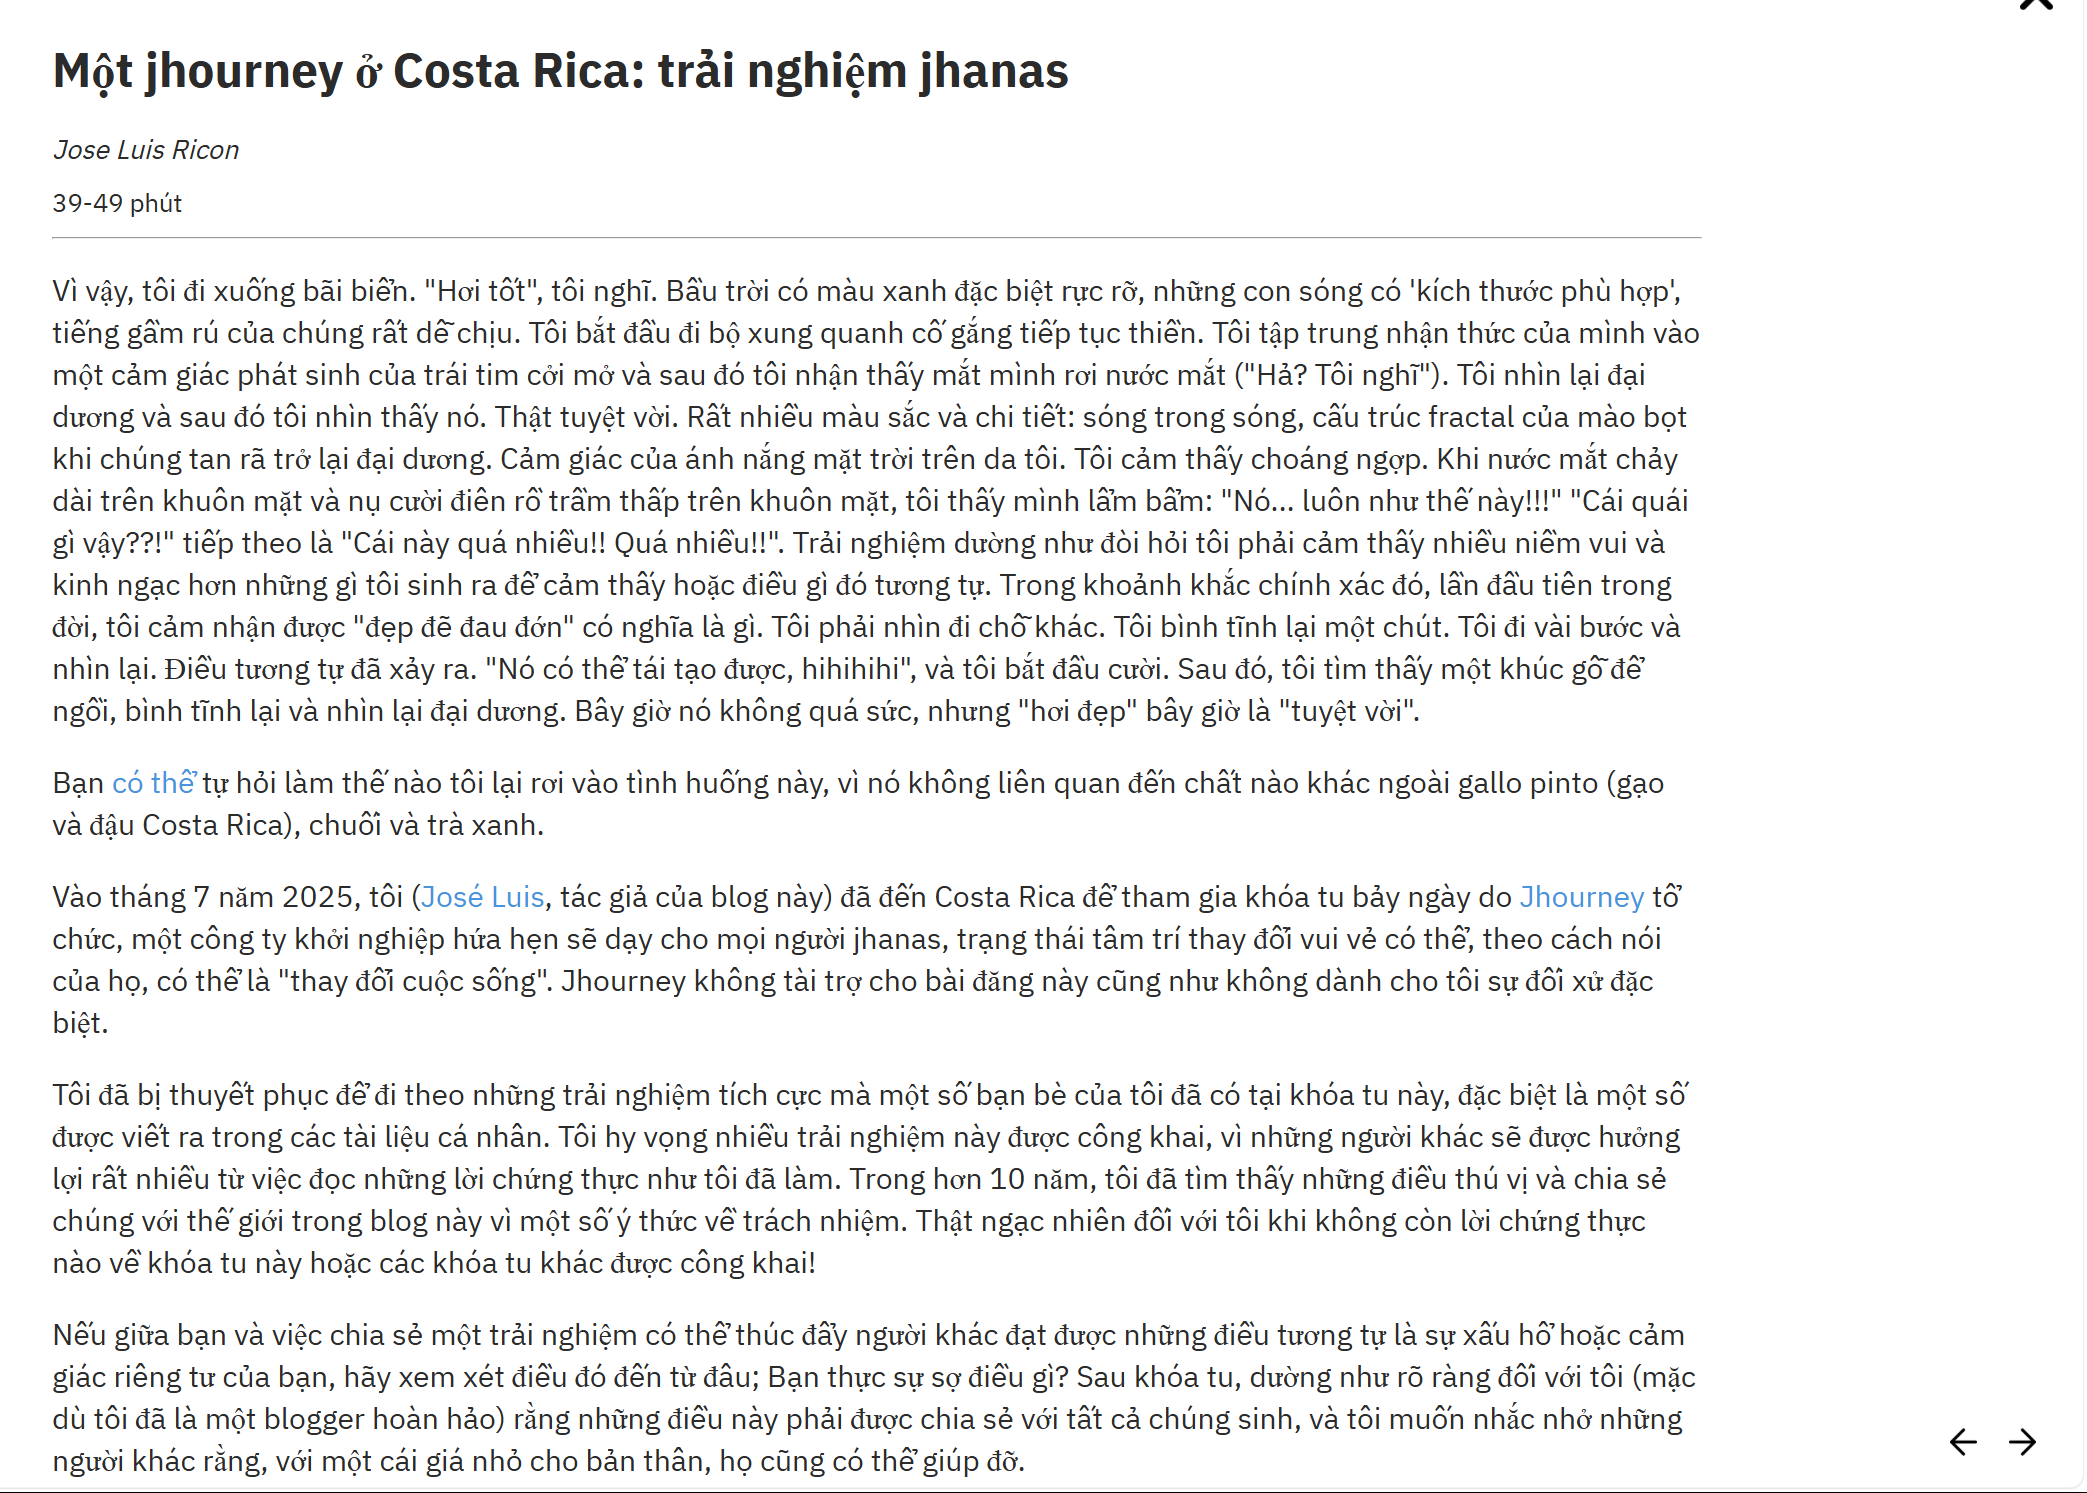 Một jhourney ở Costa Rica: trải nghiệm jhanas
Jose Luis Ricon
39-49 phút
Vì vậy, tôi đi xuống bãi biển. "Hơi tốt", tôi nghĩ. Bầu trời có màu xanh đặc biệt rực rỡ, những con sóng có 'kích thước phù hợp',
tiếng gầm rú của chúng rất dễ chịu. Tôi bắt đầu đi bộ xung quanh cố gắng tiếp tục thiền. Tôi tập trung nhận thức của mình vào
một cảm giác phát sinh của trái tim cởi mở và sau đó tôi nhận thấy mắt mình rơi nước mắt ("Hả? Tôi nghĩ"). Tôi nhìn lại đại
dương và sau đó tôi nhìn thấy nó. Thật tuyệt vời. Rất nhiều màu sắc và chi tiết: sóng trong sóng, cấu trúc fractal của mào bọt
khi chúng tan rã trở lại đại dương. Cảm giác của ánh nắng mặt trời trên da tôi. Tôi cảm thấy choáng ngợp. Khi nước mắt chảy
dài trên khuôn mặt và nụ cười điên rồ trầm thấp trên khuôn mặt, tôi thấy mình lẩm bẩm: "Nó... luôn như thế này!!!" "Cái quái
gì vậy??!" tiếp theo là "Cái này quá nhiều!! Quá nhiều!!". Trải nghiệm dường như đòi hỏi tôi phải cảm thấy nhiều niềm vui và
kinh ngạc hơn những gì tôi sinh ra để cảm thấy hoặc điều gì đó tương tự. Trong khoảnh khắc chính xác đó, lần đầu tiên trong
đời, tôi cảm nhận được "đẹp đẽ đau đớn" có nghĩa là gì. Tôi phải nhìn đi chỗ khác. Tôi bình tĩnh lại một chút. Tôi đi vài bước và
nhìn lại. Điều tương tự đã xảy ra. "Nó có thể tái tạo được, hihihihi", và tôi bắt đầu cười. Sau đó, tôi tìm thấy một khúc gỗ để
ngồi, bình tĩnh lại và nhìn lại đại dương. Bây giờ nó không quá sức, nhưng "hơi đẹp" bây giờ là "tuyệt vời".
Bạn có thể tự hỏi làm thế nào tôi lại rơi vào tình huống này, vì nó không liên quan đến chất nào khác ngoài gallo pinto (gạo
và đậu Costa Rica), chuối và trà xanh.
Vào tháng 7 năm 2025, tôi (José Luis, tác giả của blog này) đã đến Costa Rica để tham gia khóa tu bảy ngày do Jhourney tổ
chức, một công ty khởi nghiệp hứa hẹn sẽ dạy cho mọi người jhanas, trạng thái tâm trí thay đổi vui vẻ có thể, theo cách nói
của họ, có thể là "thay đổi cuộc sống". Jhourney không tài trợ cho bài đăng này cũng như không dành cho tôi sự đối xử đặc
biệt.
Tôi đã bị thuyết phục để đi theo những trải nghiệm tích cực mà một số bạn bè của tôi đã có tại khóa tu này, đặc biệt là một số
được viết ra trong các tài liệu cá nhân. Tôi hy vọng nhiều trải nghiệm này được công khai, vì những người khác sẽ được hưởng
lợi rất nhiều từ việc đọc những lời chứng thực như tôi đã làm. Trong hơn 10 năm, tôi đã tìm thấy những điều thú vị và chia sẻ
chúng với thế giới trong blog này vì một số ý thức về trách nhiệm. Thật ngạc nhiên đối với tôi khi không còn lời chứng thực
nào về khóa tu này hoặc các khóa tu khác được công khai!
Nếu giữa bạn và việc chia sẻ một trải nghiệm có thể thúc đẩy người khác đạt được những điều tương tự là sự xấu hổ hoặc cảm
giác riêng tư của bạn, hãy xem xét điều đó đến từ đâu; Bạn thực sự sợ điều gì? Sau khóa tu, dường như rõ ràng đối với tôi (mặc
dù tôi đã là một blogger hoàn hảo) rằng những điều này phải được chia sẻ với tất cả chúng sinh, và tôi muốn nhắc nhở những
người khác rằng, với một cái giá nhỏ cho bản thân, họ cũng có thể giúp đỡ.